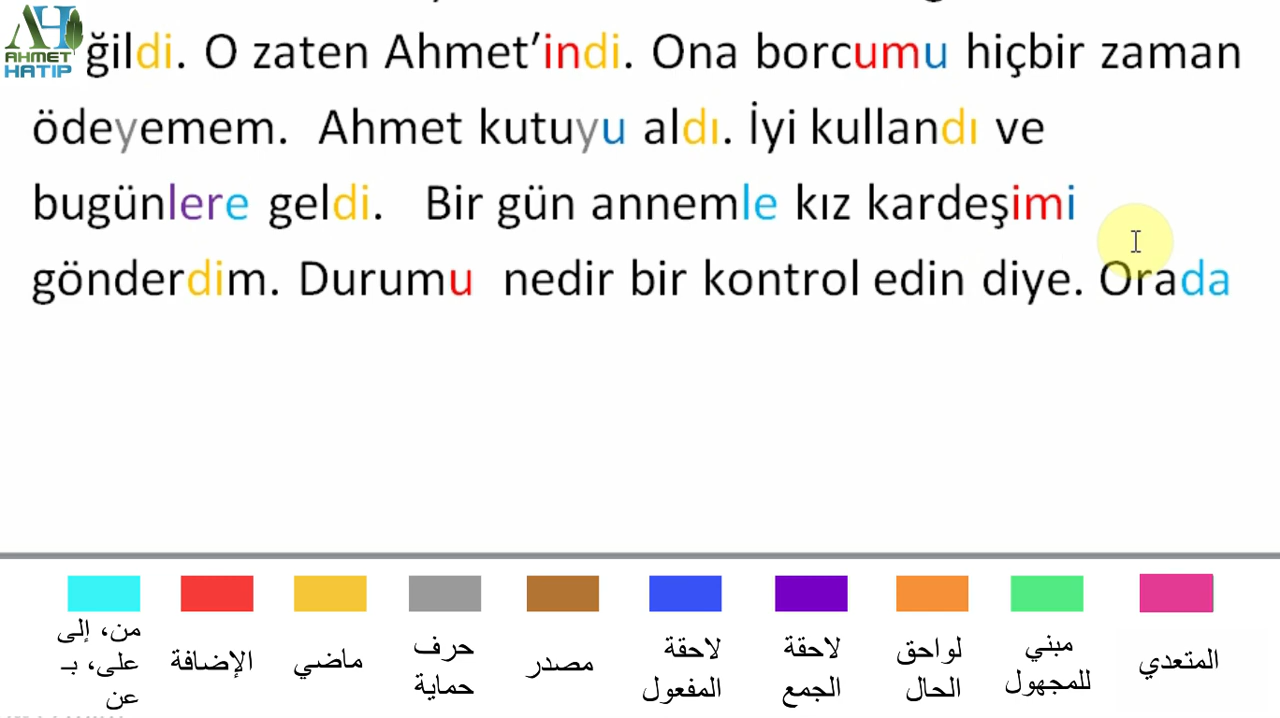 AHMET
HATIP
ğildi. O zaten Ahmet’indi. Ona borcumu hiçbir zaman
ödeyemem. Ahmet kutuyu aldı. İyi kullandı ve
bugünlere geldi. Bir gün annemle kız kardeşimi
gönderdim. Durumu nedir bir kontrol edin diye. Orada
من، إلى
على، بـ
عن
الإضافة
ماضي
حرف
حماية
مصدر
لاحقة
المفعول
لاحقة
الجمع
لواحق
الحال
مبني
للمجهول
المتعدي